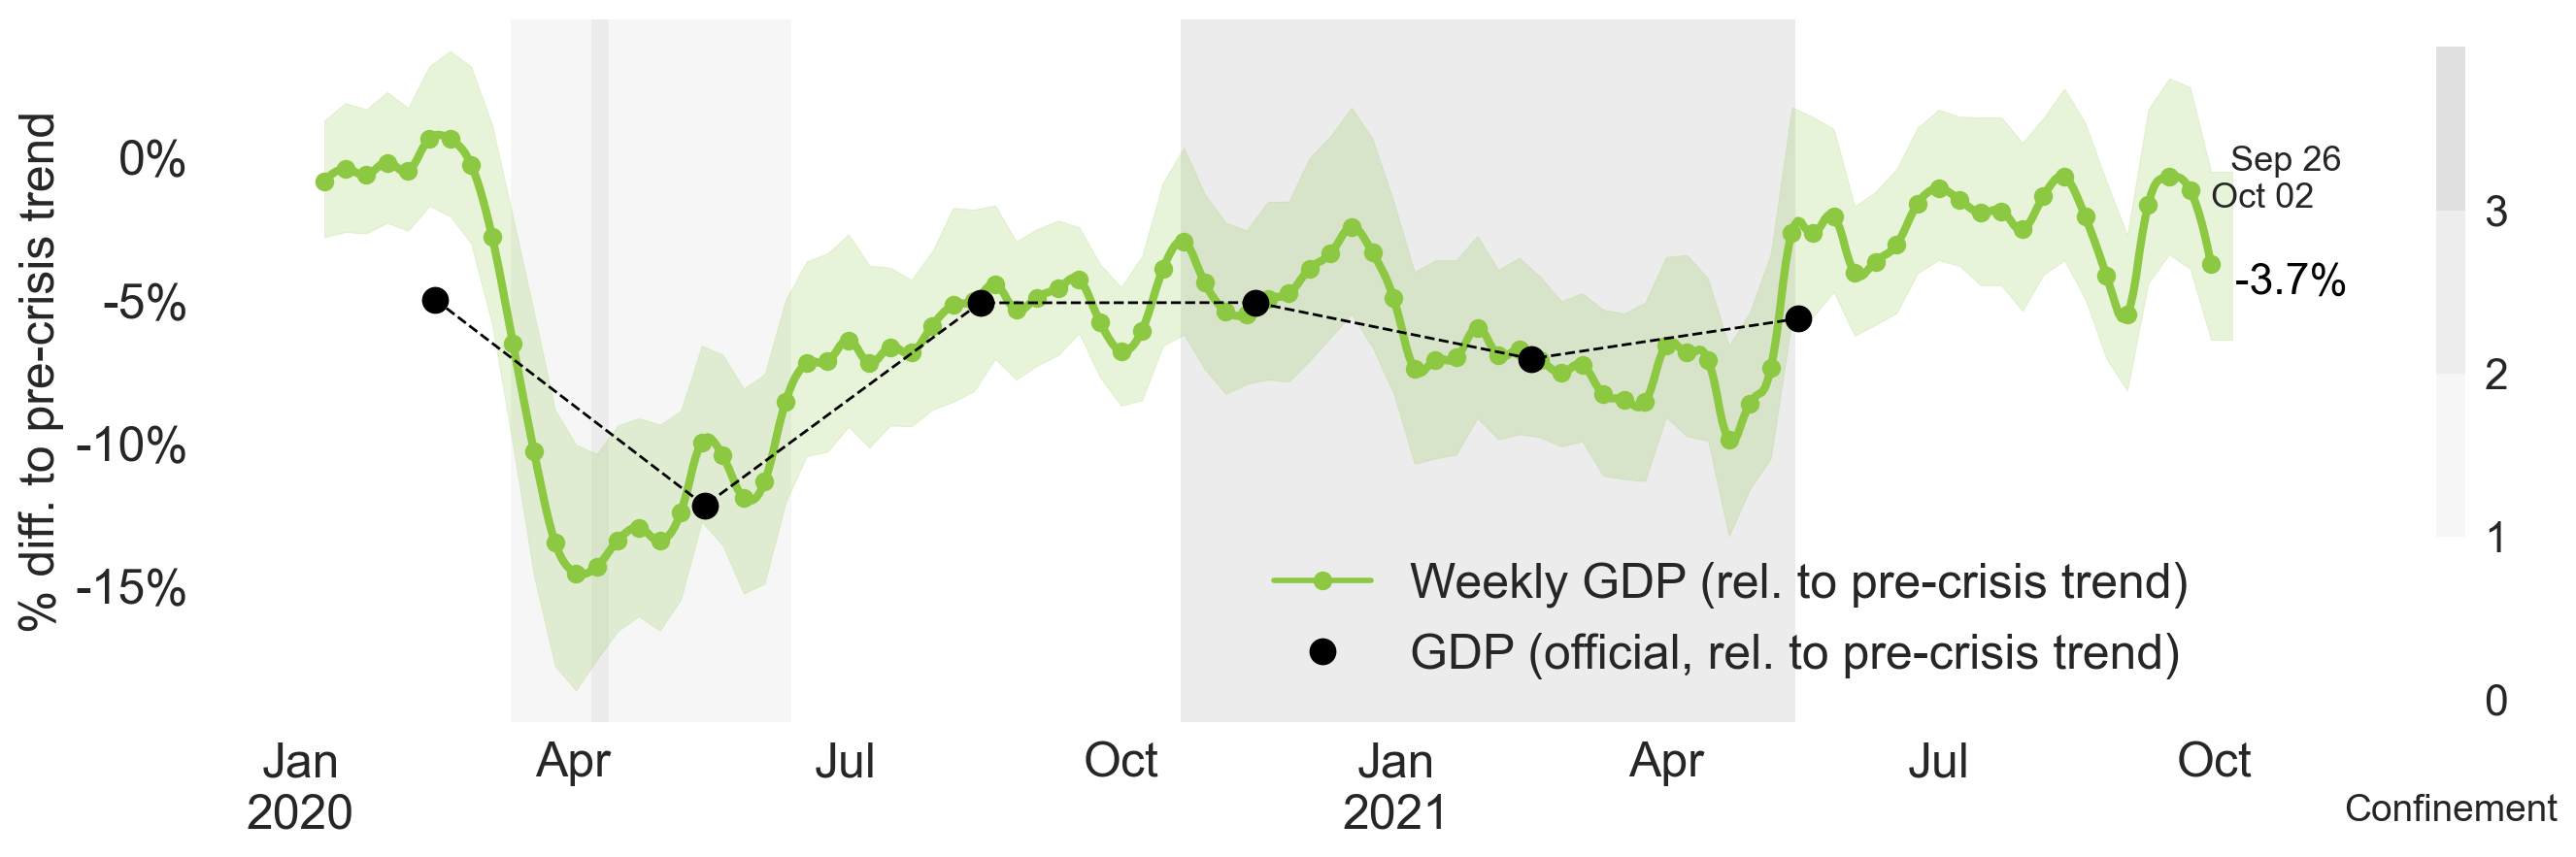 % diff. to pre-crisis trend
0%
-5%
-10%
-15%
Sep 26
Oct 02
-3.7%
Weekly GDP (rel. to pre-crisis trend)
GDP (official, rel. to pre-crisis trend)
3
2
1
0
Jan
2020
Apr
Jul
Oct
Jan
2021
Apr
Jul
Oct
Confinement